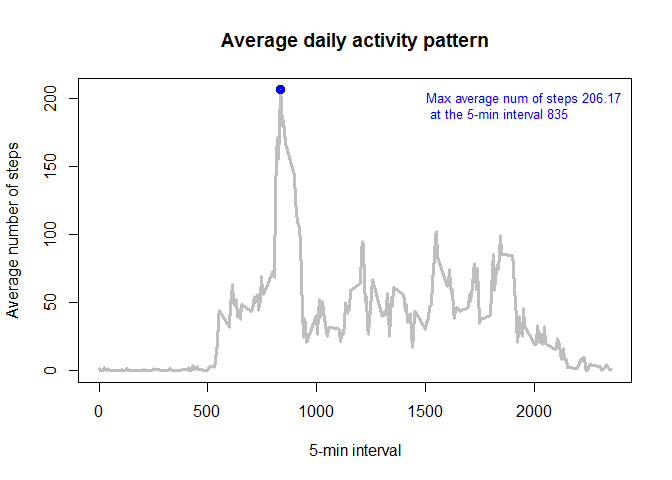 Average daily activity pattern
Max average num of steps 206.17
at the 5-min interval 835
Average number of steps
200
150
100
50
0
0 500 1000 1500 2000
5-min interval